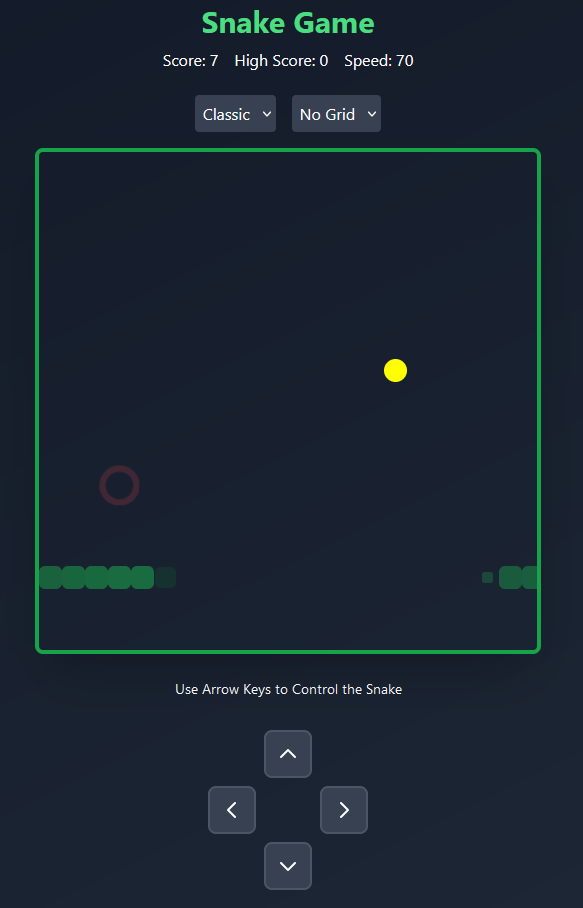 Snake Game
Score: 7 High Score: 0 Speed: 70
Classic No Grid
Use Arrow Keys to Control the Snake